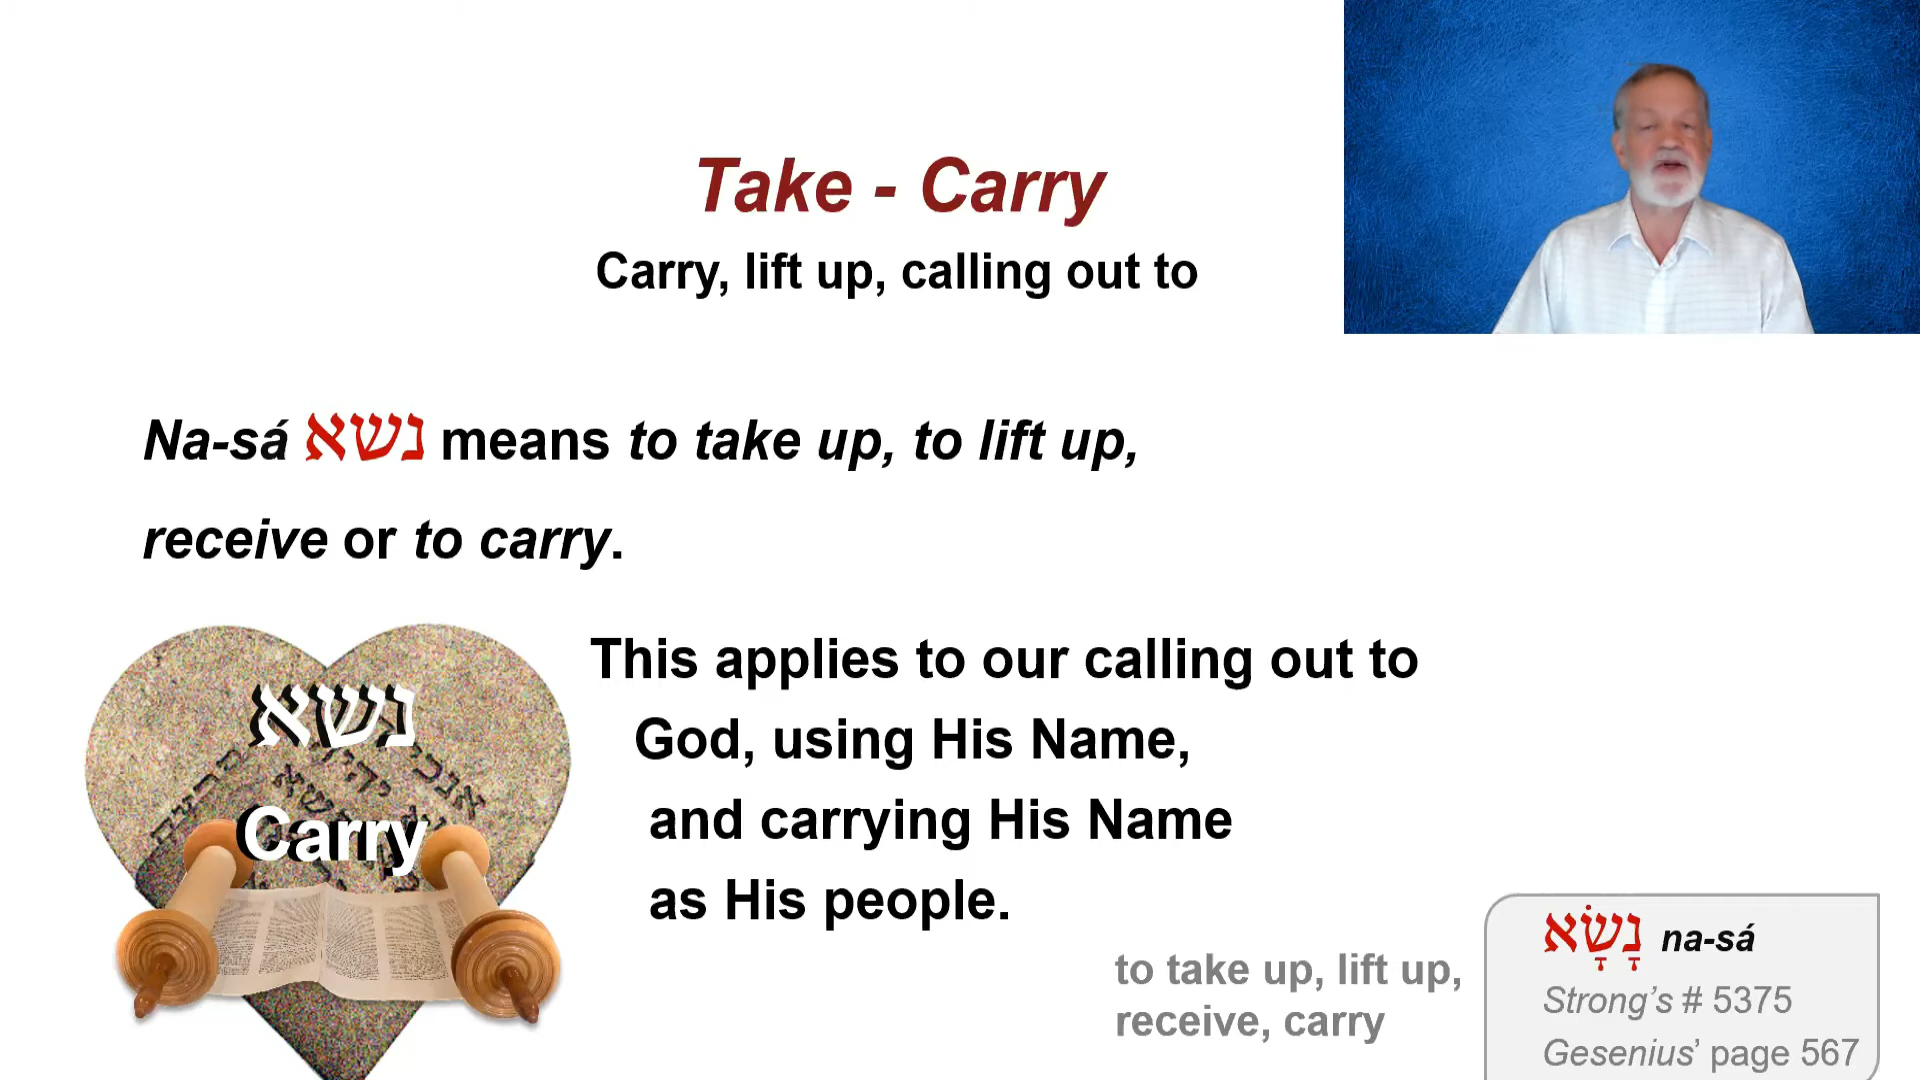 Take - Carry
Carry, lift up, calling out to
Na-sá נשא means to take up, to lift up,
receive or to carry.
נשא
Carry
This applies to our calling out to
God, using His Name,
and carrying His Name
as His people.
to take up, lift up,
receive, carry
נָשָׂא na-sá
Strong’s # 5375
Gesenius’ page 567